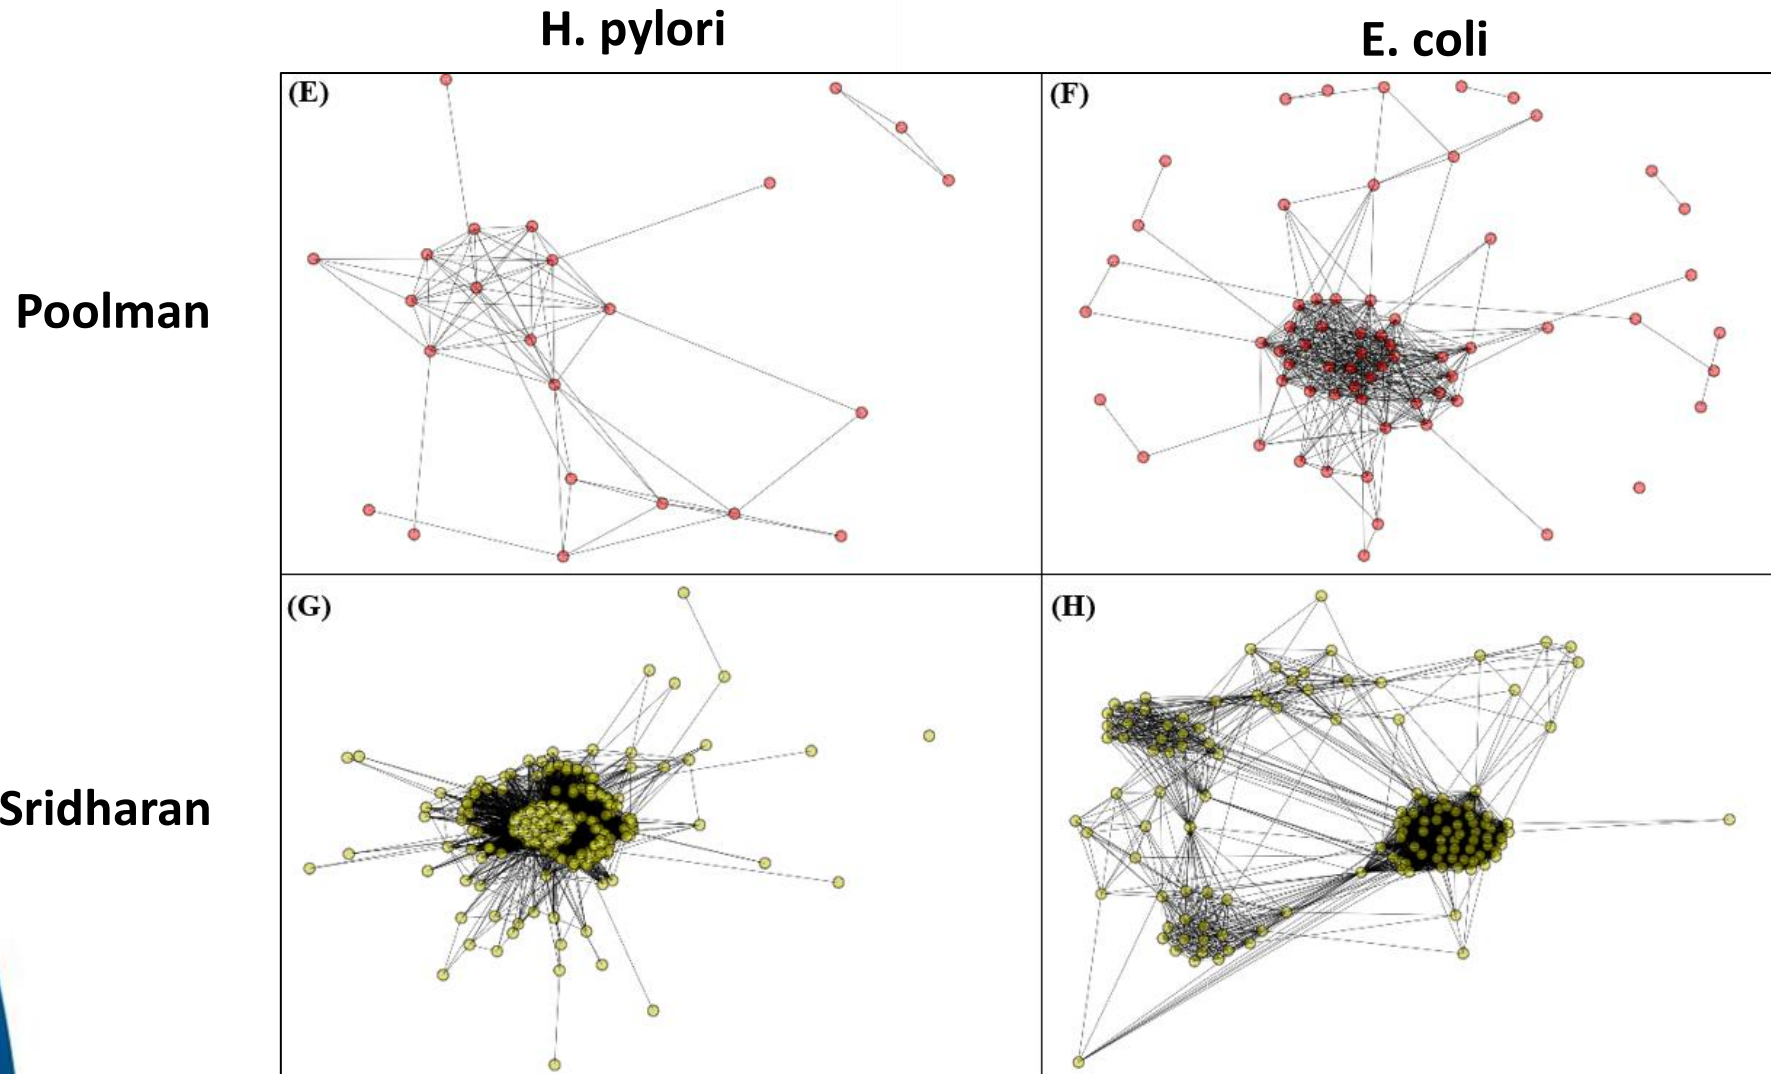 H. pylori
E. coli
(E)
(F)
Poolman
(G)
(H)
Sridharan